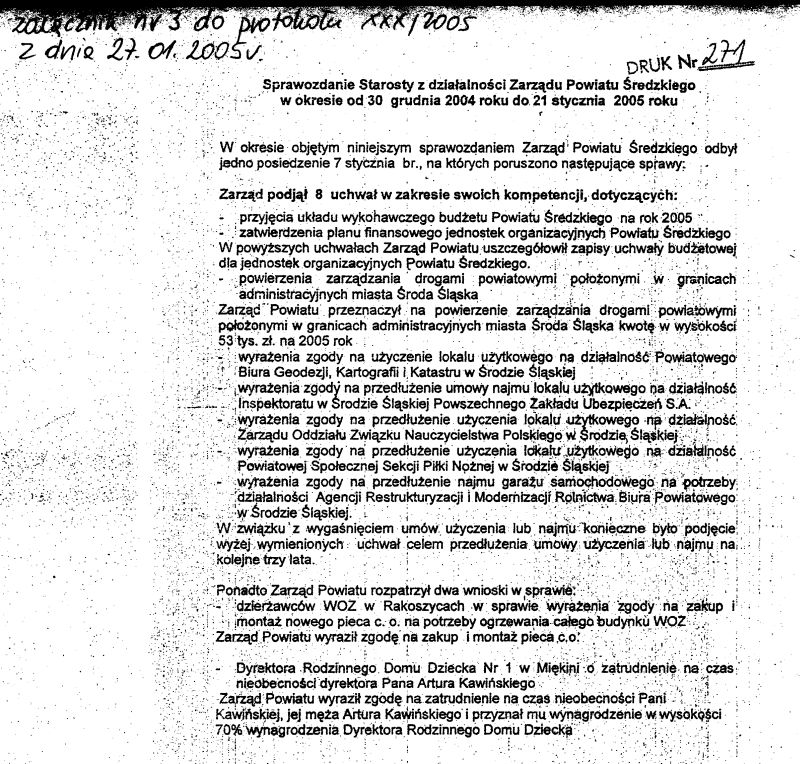 załącznik nr 3 do protokołu XXX/2005
z dnia 27.01.2005r.
DRUK Nr 271
Sprawozdanie Starosty z działalności Zarządu Powiatu Średzkiego
w okresie od 30 grudnia 2004 roku do 21 stycznia 2005 roku
W okresie objętym niniejszym sprawozdaniem Zarząd Powiatu Średzkiego odbył
jedno posiedzenie 7 stycznia br., na których poruszono następujące sprawy:
Zarząd podjął 8 uchwał w zakresie swoich kompetencji, dotyczących:
- przyjęcia układu wykonawczego budżetu Powiatu Średzkiego na rok 2005
- zatwierdzenia planu finansowego jednostek organizacyjnych Powiatu Średzkiego
W powyższych uchwałach Zarząd Powiatu uszczegółowił zapisy uchwały budżetowej
dla jednostek organizacyjnych Powiatu Średzkiego.
- powierzenia zarządzania drogami powiatowymi położonymi w granicach
administracyjnych miasta Środa Śląska
Zarząd Powiatu przeznaczył na powierzenie zarządzania drogami powiatowymi
położonymi w granicach administracyjnych miasta Środa Śląska kwotę w wysokości
53 tys. zł. na 2005 rok
- wyrażenia zgody na użyczenie lokalu użytkowego na działalność Powiatowego
Biura Geodezji, Kartografii i Katastru w Środzie Śląskiej
- wyrażenia zgody na przedłużenie umowy najmu lokalu użytkowego na działalność
Inspektoratu w Środzie Śląskiej Powszechnego Zakładu Ubezpieczeń S.A.
- wyrażenia zgody na przedłużenie użyczenia lokalu użytkowego na działalność
Zarządu Oddziału Związku Nauczycielstwa Polskiego w Środzie Śląskiej
- wyrażenia zgody na przedłużenie użyczenia lokalu użytkowego na działalność
Powiatowej Społecznej Sekcji Piłki Nożnej w Środzie Śląskiej
- wyrażenia zgody na przedłużenie najmu garażu samochodowego na potrzeby
działalności Agencji Restrukturyzacji i Modernizacji Rolnictwa Biura Powiatowego
w Środzie Śląskiej.
W związku z wygaśnięciem umów użyczenia lub najmu konieczne było podjęcie
wyżej wymienionych uchwał celem przedłużenia umowy użyczenia lub najmu na
kolejne trzy lata.
Ponadto Zarząd Powiatu rozpatrzył dwa wnioski w sprawie:
- dzierżawców WOZ w Rakoszycach w sprawie wyrażenia zgody na zakup i
montaż nowego pieca c. o. na potrzeby ogrzewania całego budynku WOZ
Zarząd Powiatu wyraził zgodę na zakup i montaż pieca c.o.
- Dyrektora Rodzinnego Domu Dziecka Nr 1 w Miękini o zatrudnienie na czas
nieobecności dyrektora Pana Artura Kawińskiego
Zarząd Powiatu wyraził zgodę na zatrudnienie na czas nieobecności Pani
Kawińskiej, jej męża Artura Kawińskiego i przyznał mu wynagrodzenie w wysokości
70% wynagrodzenia Dyrektora Rodzinnego Domu Dziecka